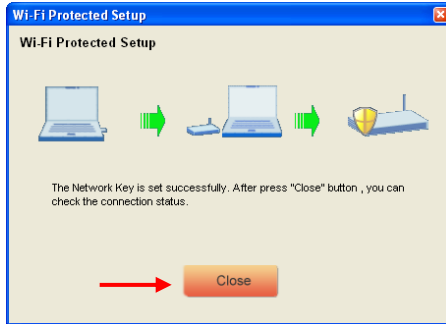 Wi-Fi Protected Setup
Wi-Fi Protected Setup
The Network Key is set successfully. After press "Close" button , you can
check the connection status.
Close